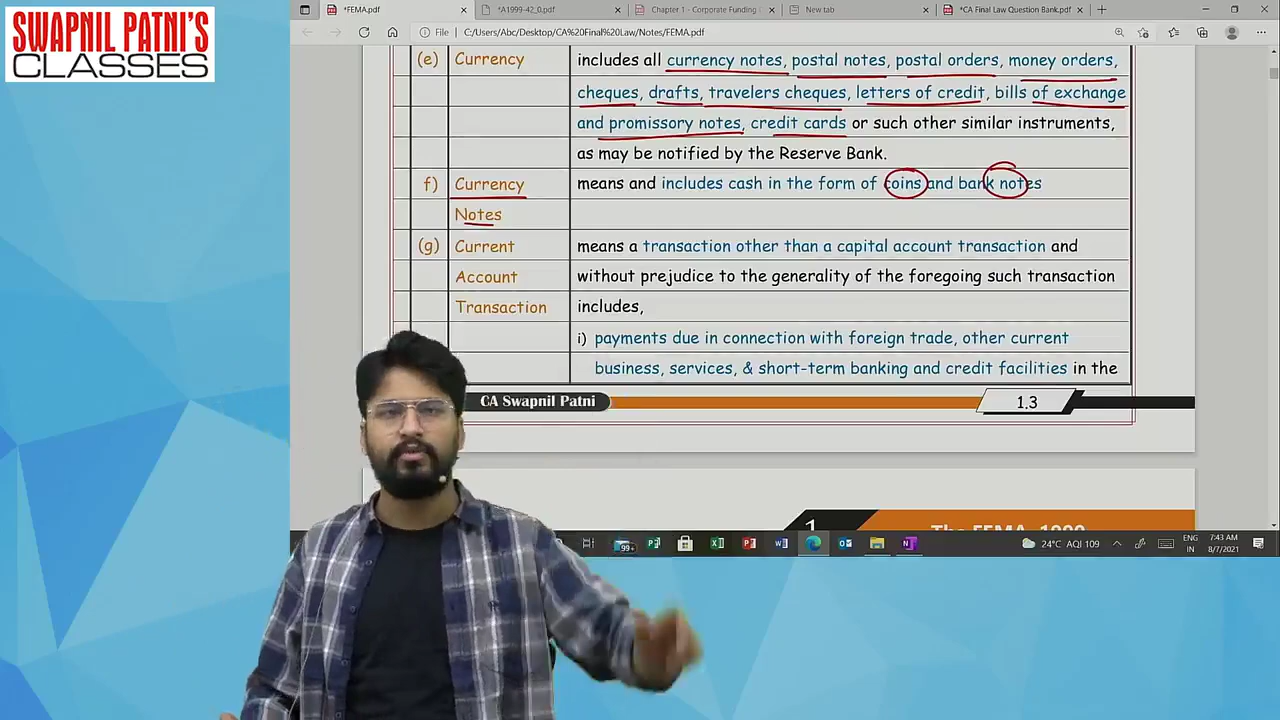 SWAPNIL PATNI'S
CLASSES
*FEMA.pdf
*A1999-42_0.pdf
Chapter 1 - Corporate Funding
New tab
*CA Final Law Question Bank.pdf
File | C:/Users/Abc/Desktop/CA%20Final%20Law/Notes/FEMA.pdf
(e) Currency includes all currency notes, postal notes, postal orders, money orders,
cheques, drafts, travelers cheques, letters of credit, bills of exchange
and promissory notes, credit cards or such other similar instruments,
as may be notified by the Reserve Bank.
f) Currency means and includes cash in the form of coins and bank notes
Notes
(g) Current means a transaction other than a capital account transaction and
Account without prejudice to the generality of the foregoing such transaction
Transaction includes,
i) payments due in connection with foreign trade, other current
business, services, & short-term banking and credit facilities in the
CA Swapnil Patni
1.3
1
The FEMA, 1999
99+
24°C AQI 109
ENG
IN
7:43 AM
8/7/2021